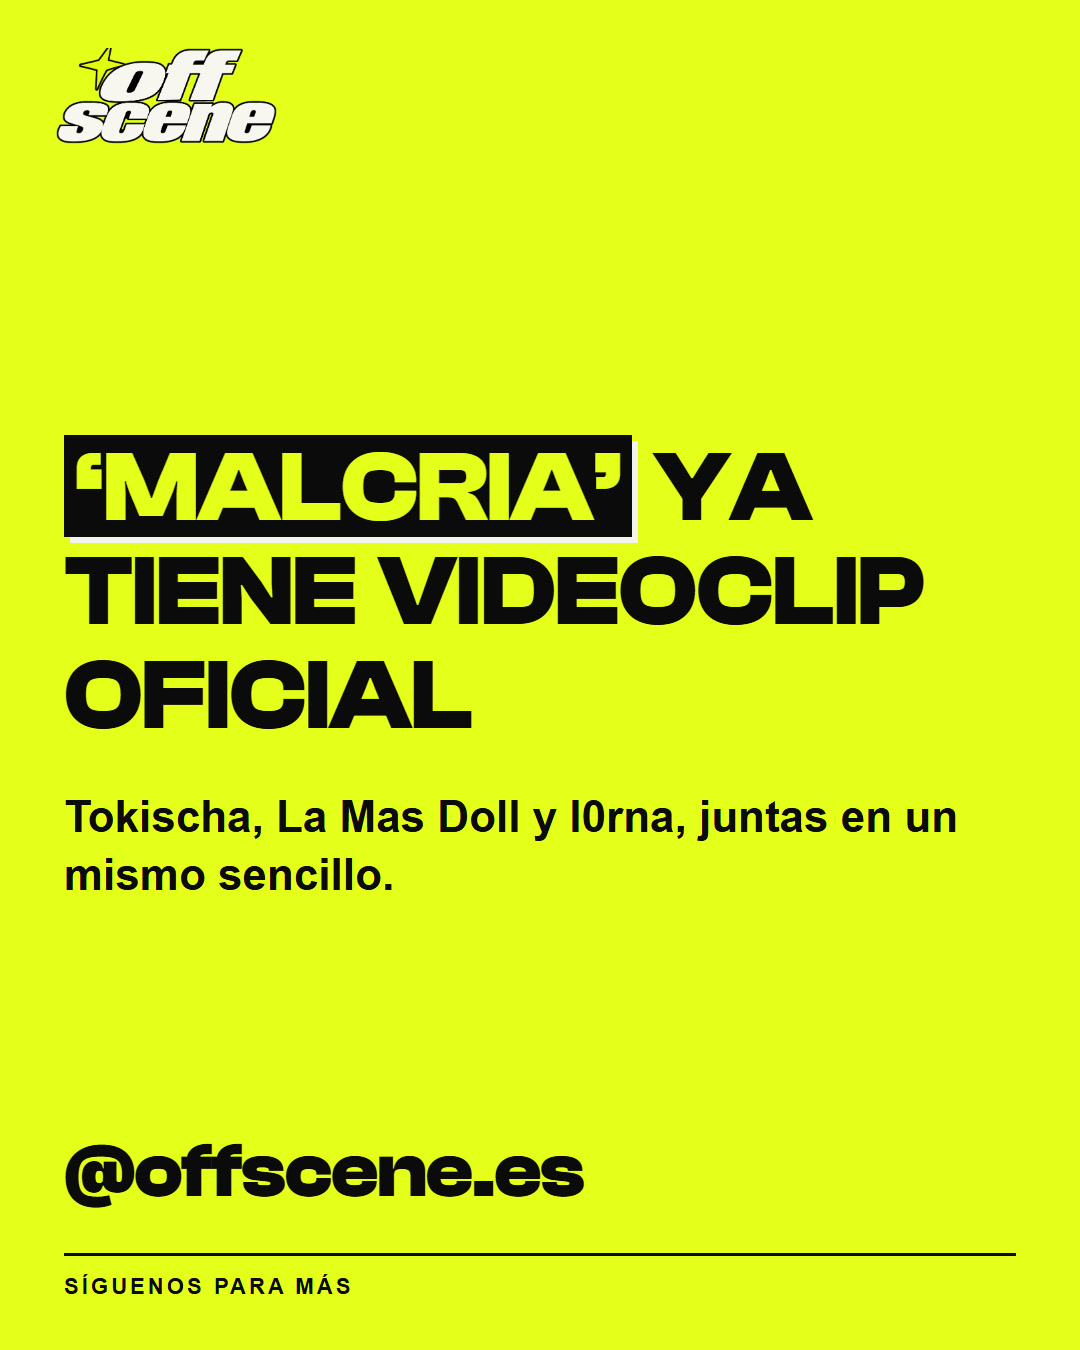 off
scene
‘MALCRIA’ YA
TIENE VIDEOCLIP
OFICIAL
Tokischa, La Mas Doll y l0rna, juntas en un
mismo sencillo.
@offscene.es
SÍGUENOS PARA MÁS